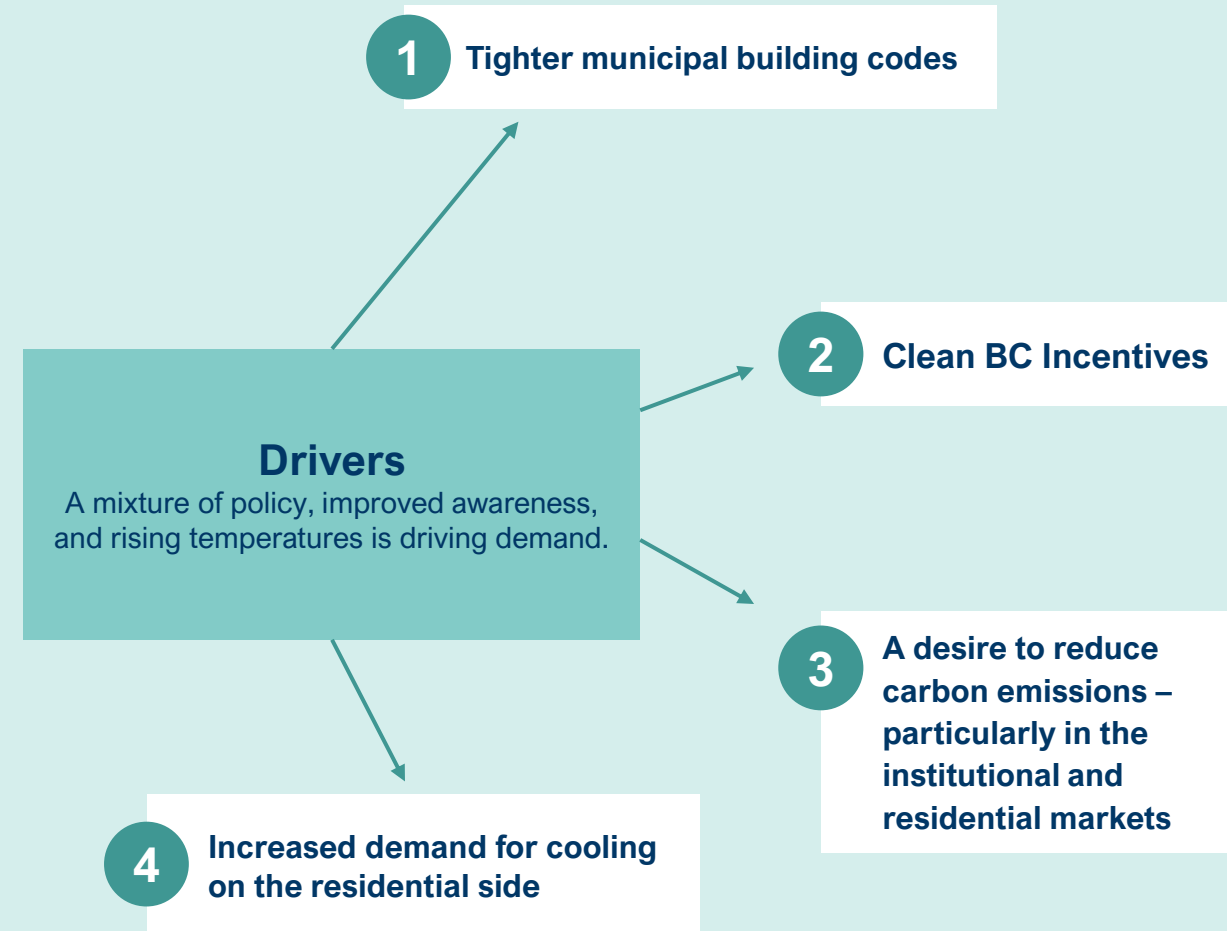 1
Tighter municipal building codes
2
Clean BC Incentives
Drivers
A mixture of policy, improved awareness,
and rising temperatures is driving demand.
3
A desire to reduce
carbon emissions –
particularly in the
institutional and
residential markets
4
Increased demand for cooling
on the residential side